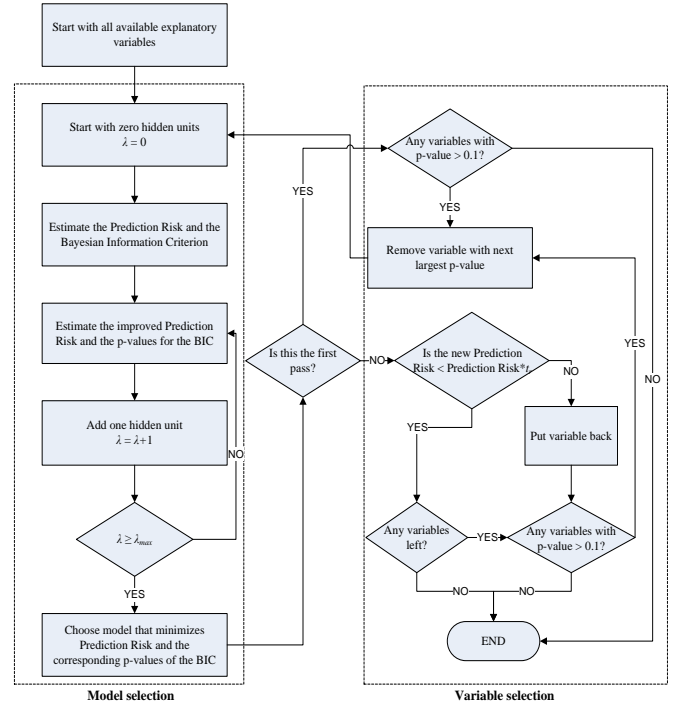 Start with all available explanatory
variables
Start with zero hidden units
λ = 0
Estimate the Prediction Risk and the
Bayesian Information Criterion
Estimate the improved Prediction
Risk and the p-values for the BIC
Add one hidden unit
λ = λ+1
NO
λ ≥ λmax
YES
Choose model that minimizes
Prediction Risk and the
corresponding p-values of the BIC
Model selection
YES
Is this the first
pass?
NO
Any variables with
p-value > 0.1?
YES
Remove variable with next
largest p-value
Is the new Prediction
Risk < Prediction Risk*t,
NO
YES
NO
Put variable back
YES
Any variables
left?
YES
Any variables with
p-value > 0.1?
NO
NO
END
Variable selection